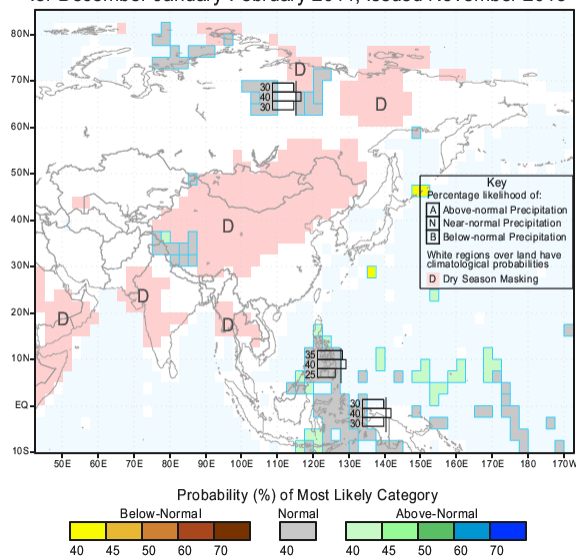 for December-January-February 2014, Issued November 2013
80N
70N
60N
50N
40N
30N
20N
10N
EQ
10S
50E 60E 70E 80E 90E 100E 110E 120E 130E 140E 150E 160E 170E 180 170W
D
D
D
D
D
D
30
40
30
35
40
25
30
40
30
Key
Percentage likelihood of:
A Above-normal Precipitation
N Near-normal Precipitation
B Below-normal Precipitation
White regions over land have
climatological probabilities
D Dry Season Masking
Probability (%) of Most Likely Category
Below-Normal Normal Above-Normal
40 45 50 60 70 40 40 45 50 60 70